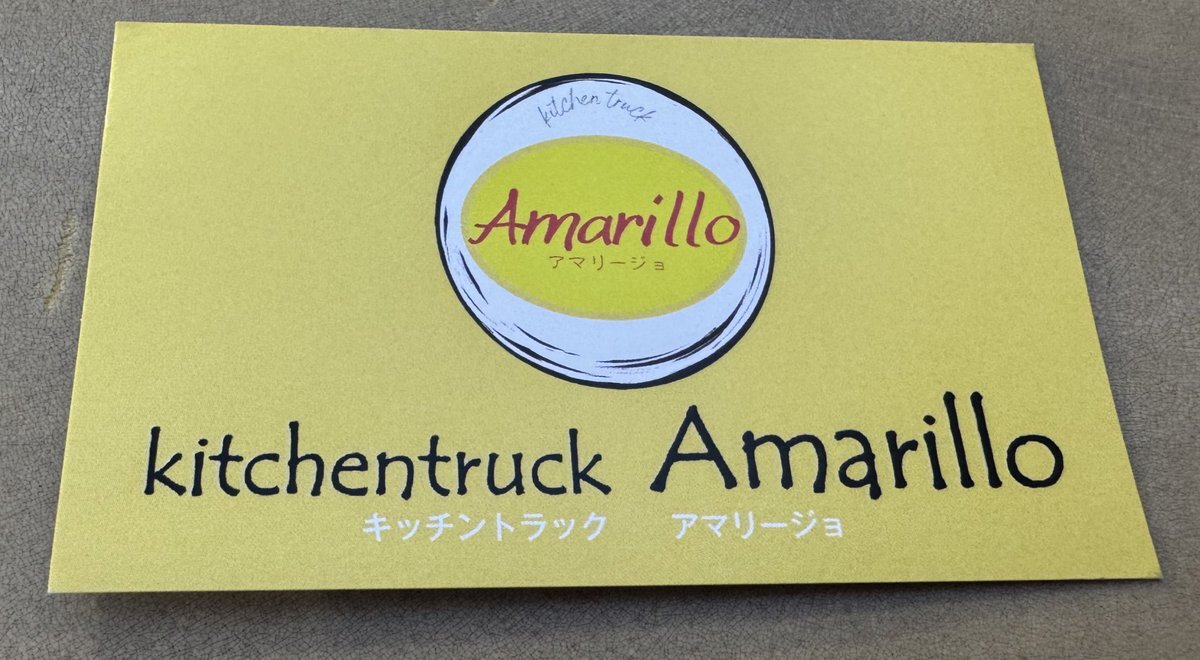 kitchen truck
Amarillo
アマリージョ
kitchentruck Amarillo
キッチントラック アマリージョ